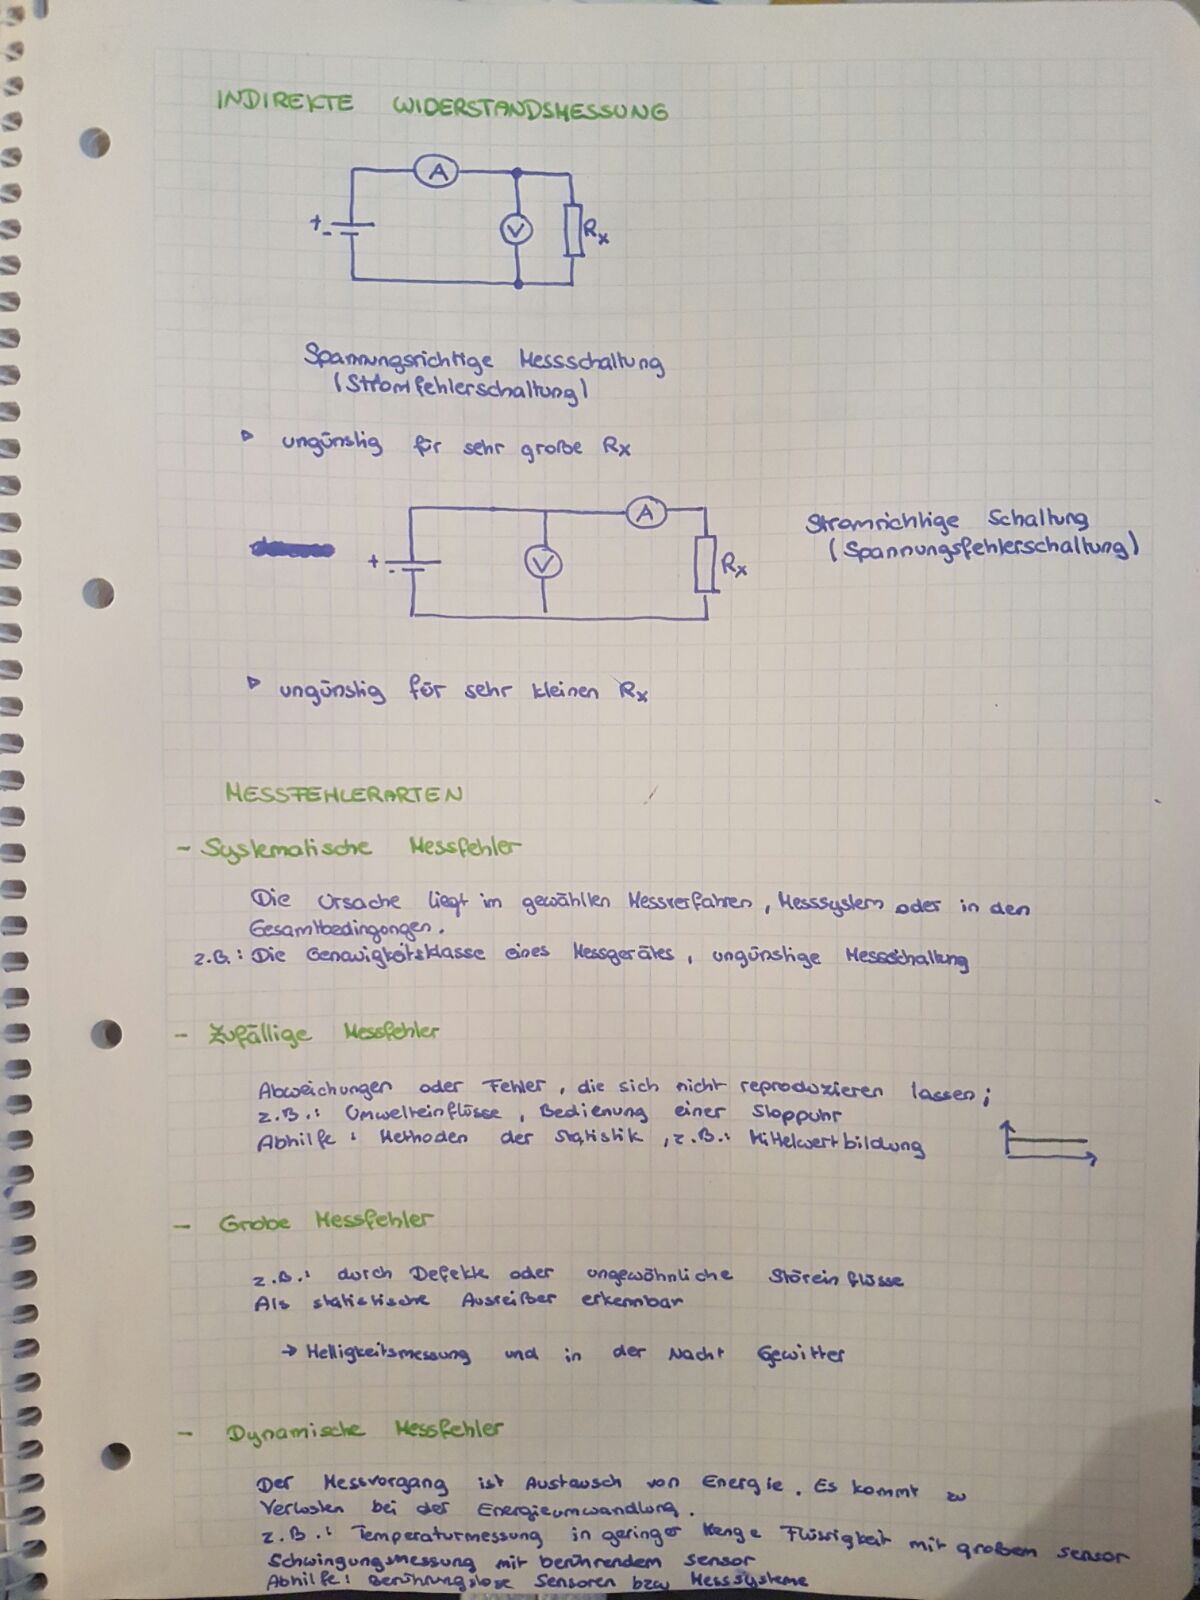 INDIREKTE WIDERSTANDSMESSUNG
A
+
-
V
Rx
Spannungsrichtige Messschaltung
(Stromfehlerschaltung)
ungünstig für sehr große Rx
A
Stromrichtige Schaltung
(Spannungsfehlerschaltung)
+
-
V
Rx
ungünstig für sehr kleinen Rx
MESSFEHLERARTEN
- Systematische Messfehler
Die Ursache liegt im gewählten Messverfahren, Messsystem oder in den
Gesamtbedingungen.
z.B.: Die Genauigkeitsklasse eines Messgerätes, ungünstige Messschaltung
- Zufällige Messfehler
Abweichungen oder Fehler, die sich nicht reproduzieren lassen;
z.B.: Umwelteinflüsse, Bedienung einer Stoppuhr
Abhilfe: Methoden der Statistik, z.B.: Mittelwertbildung
- Grobe Messfehler
z.B.: durch Defekte oder ungewöhnliche Störeinflüsse
Als statistische Ausreißer erkennbar
→ Helligkeitsmessung und in der Nacht Gewitter
- Dynamische Messfehler
Der Messvorgang ist Austausch von Energie. Es kommt zu
Verlusten bei der Energieumwandlung.
z.B.: Temperaturmessung in geringer Menge Flüssigkeit mit großem Sensor
Schwingungsmessung mit berührendem Sensor
Abhilfe: Berührungslose Sensoren bzw Messsysteme